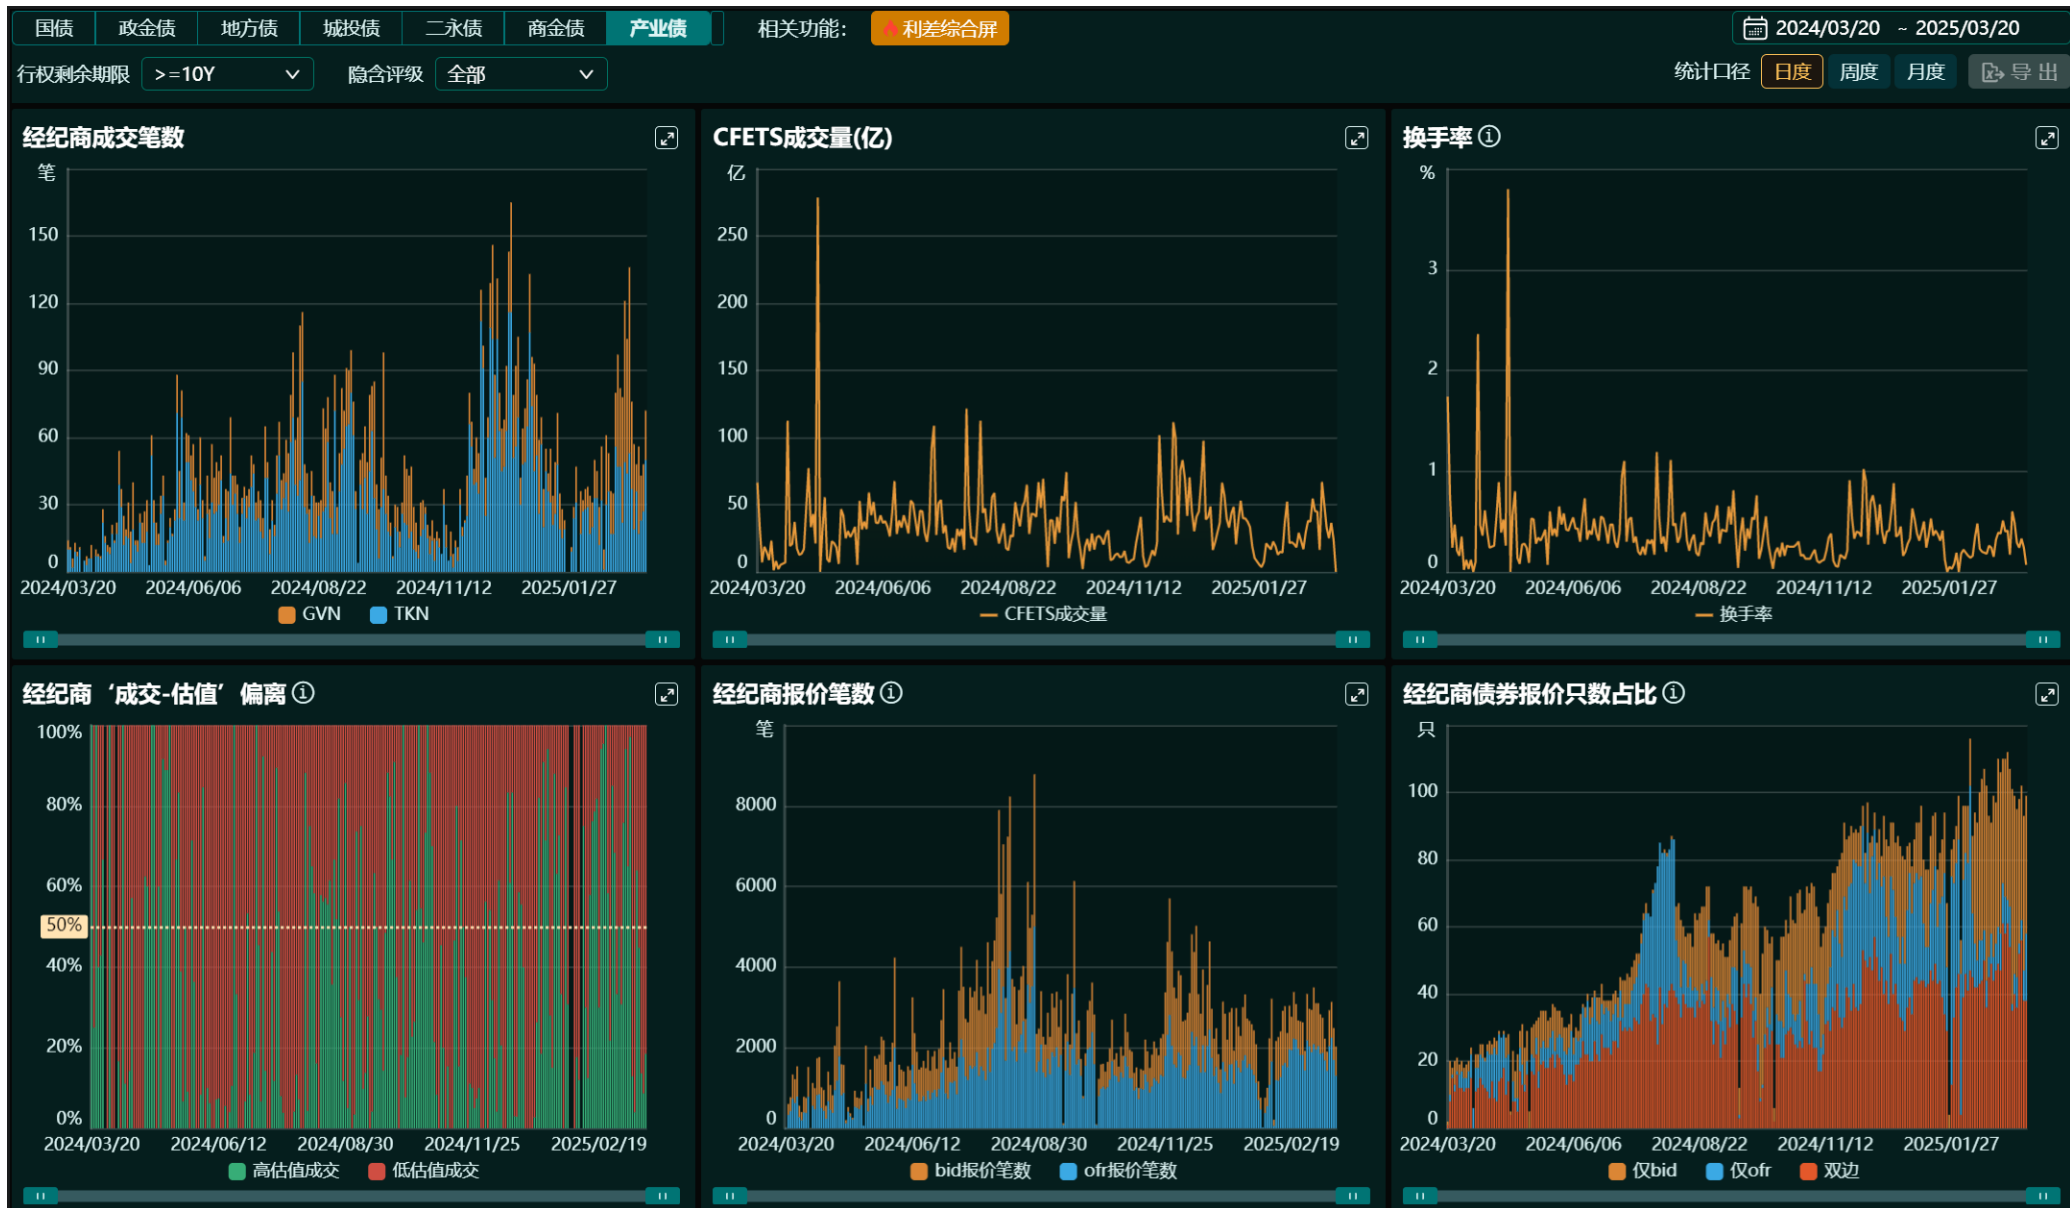 国债 政金债 地方债 城投债 二永债 商金债 产业债 相关功能： 利差综合屏 2024/03/20 ~ 2025/03/20
行权剩余期限 >=10Y 隐含评级 全部 统计口径 日度 周度 月度 导出
经纪商成交笔数
笔
150
120
90
60
30
0
2024/03/20 2024/06/06 2024/08/22 2024/11/12 2025/01/27
GVN TKN
CFETS成交量(亿)
亿
250
200
150
100
50
0
2024/03/20 2024/06/06 2024/08/22 2024/11/12 2025/01/27
CFETS成交量
换手率
%
3
2
1
0
2024/03/20 2024/06/06 2024/08/22 2024/11/12 2025/01/27
换手率
经纪商‘成交-估值’偏离
100%
80%
60%
50%
40%
20%
0%
2024/03/20 2024/06/12 2024/08/30 2024/11/25 2025/02/19
高估值成交 低估值成交
经纪商报价笔数
笔
8000
6000
4000
2000
0
2024/03/20 2024/06/12 2024/08/30 2024/11/25 2025/02/19
bid报价笔数 ofr报价笔数
经纪商债券报价只数占比
只
100
80
60
40
20
0
2024/03/20 2024/06/06 2024/08/22 2024/11/12 2025/01/27
仅bid 仅ofr 双边